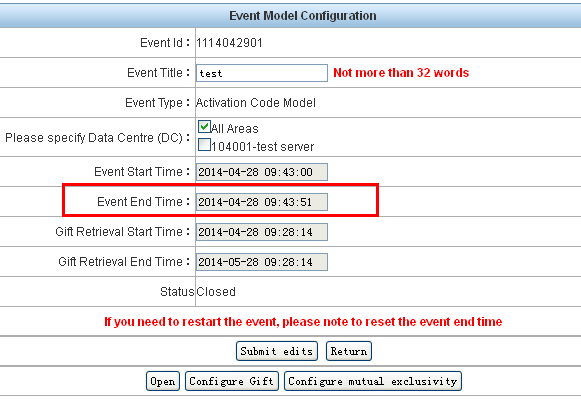 Event Model Configuration
Event Id： 1114042901
Event Title： test Not more than 32 words
Event Type： Activation Code Model
Please specify Data Centre (DC)： All Areas
104001-test server
Event Start Time： 2014-04-28 09:43:00
Event End Time： 2014-04-28 09:43:51
Gift Retrieval Start Time： 2014-04-28 09:28:14
Gift Retrieval End Time： 2014-05-28 09:28:14
Status Closed
If you need to restart the event, please note to reset the event end time
Submit edits Return
Open Configure Gift Configure mutual exclusivity